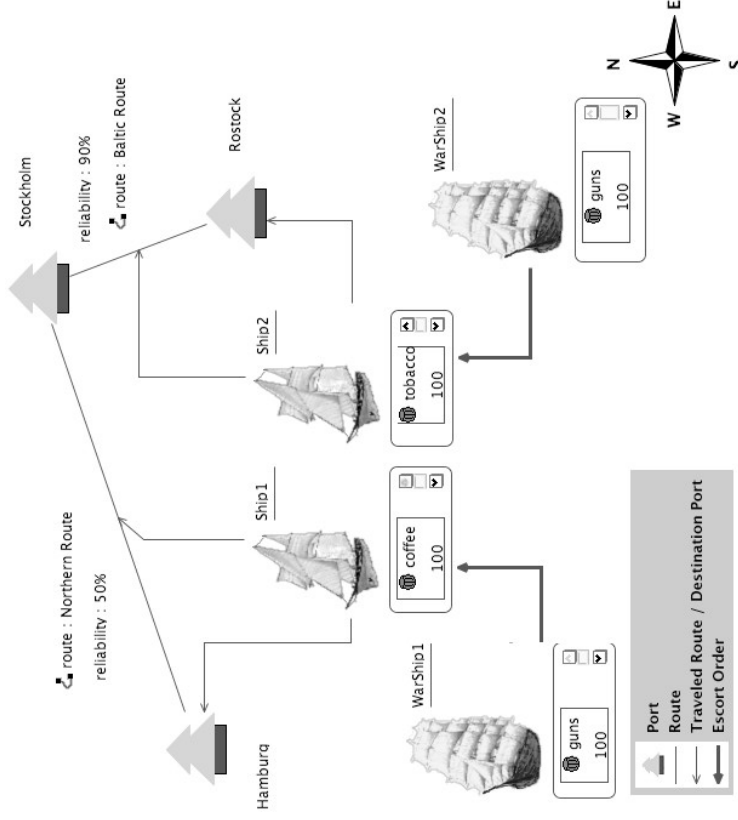 Stockholm
reliability : 90%
route : Baltic Route
Rostock
route : Northern Route
reliability : 50%
Hamburg
Ship1
coffee
100
Ship2
tobacco
100
WarShip1
guns
100
WarShip2
guns
100
Port
Route
Traveled Route / Destination Port
Escort Order
N
W
E
S